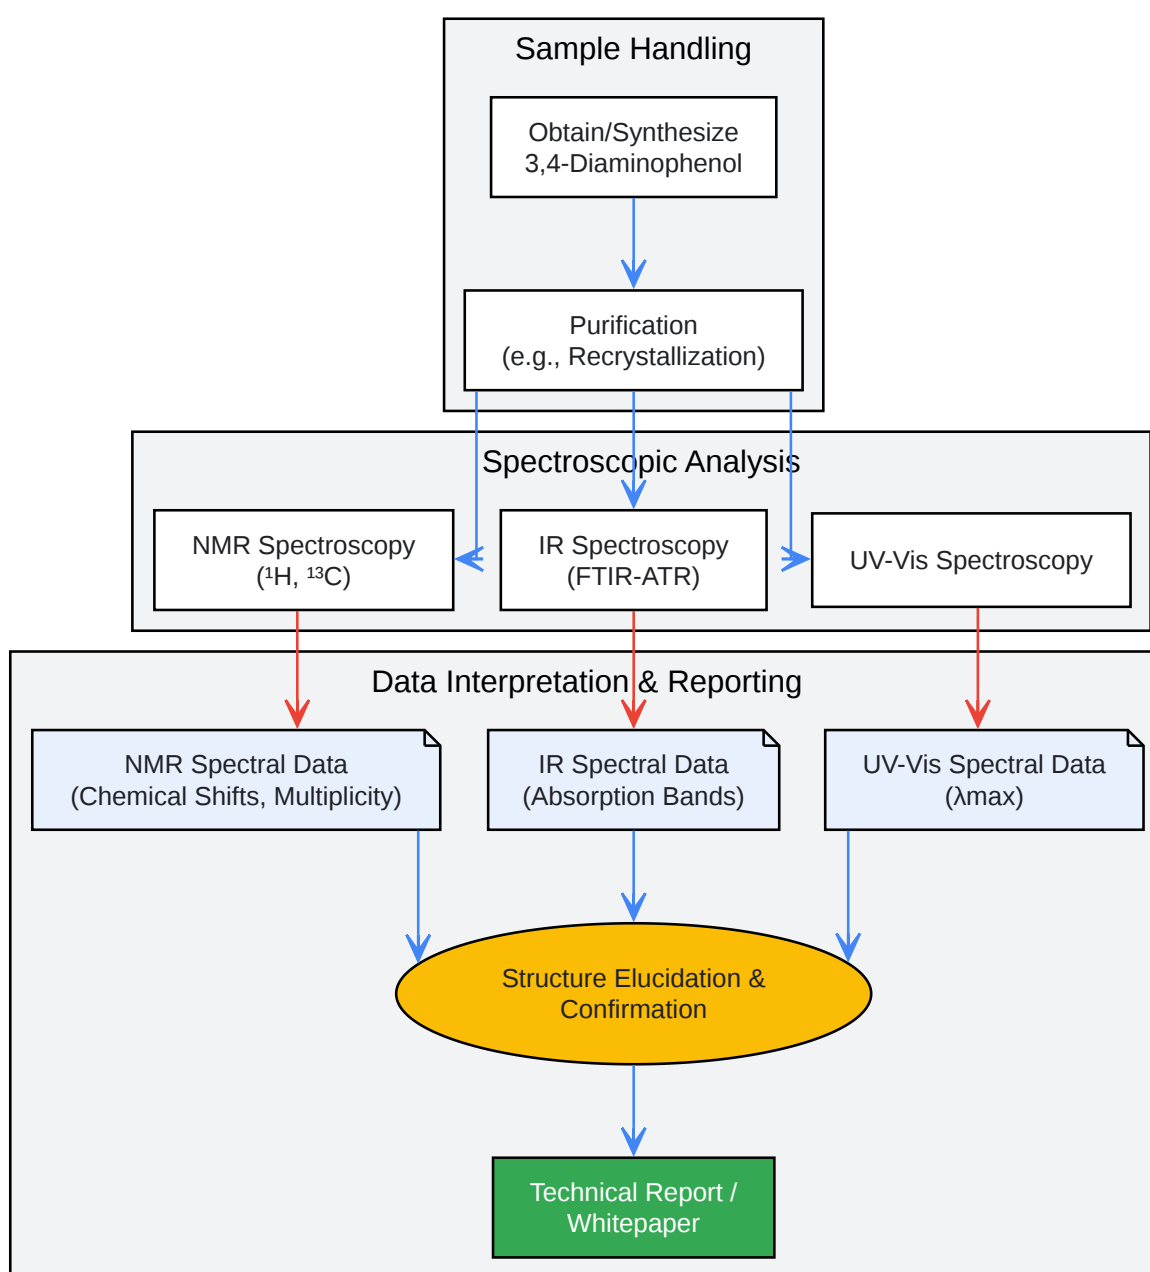 Sample Handling
Obtain/Synthesize
3,4-Diaminophenol
Purification
(e.g., Recrystallization)
Spectroscopic Analysis
NMR Spectroscopy
(¹H, ¹³C)
IR Spectroscopy
(FTIR-ATR)
UV-Vis Spectroscopy
Data Interpretation & Reporting
NMR Spectral Data
(Chemical Shifts, Multiplicity)
IR Spectral Data
(Absorption Bands)
UV-Vis Spectral Data
(λmax)
Structure Elucidation &
Confirmation
Technical Report /
Whitepaper